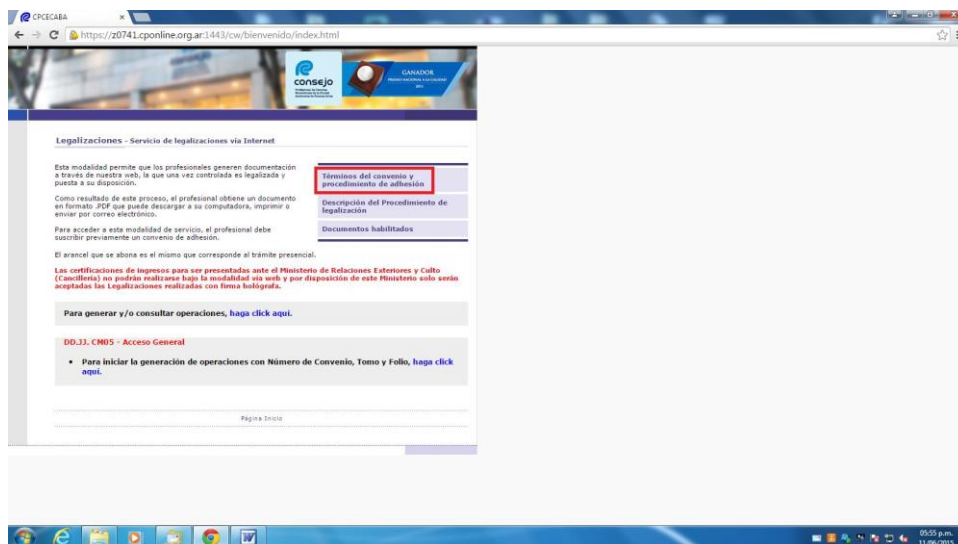 CPCECABA
https://z0741.cponline.org.ar:1443/cw/bienvenido/index.html
consejo
GANADOR
PREMIO NACIONAL A LA CALIDAD
2011
Legalizaciones - Servicio de legalizaciones vía Internet
Esta modalidad permite que los profesionales generen documentación
a través de nuestra web, la que una vez controlada es legalizada y
puesta a su disposición.
Como resultado de este proceso, el profesional obtiene un documento
en formato .PDF que puede descargar a su computadora, imprimir o
enviar por correo electrónico.
Para acceder a esta modalidad de servicio, el profesional debe
suscribir previamente un convenio de adhesión.
Términos del convenio y
procedimiento de adhesión
Descripción del Procedimiento de
legalización
Documentos habilitados
El arancel que se abona es el mismo que corresponde al trámite presencial.
Las certificaciones de ingresos para ser presentadas ante el Ministerio de Relaciones Exteriores y Culto
(Cancillería) no podrán realizarse bajo la modalidad vía web y por disposición de este Ministerio solo serán
aceptadas las Legalizaciones realizadas con firma hológrafa.
Para generar y/o consultar operaciones, haga click aquí.
DD.JJ. CM05 - Acceso General
• Para iniciar la generación de operaciones con Número de Convenio, Tomo y Folio, haga click
aquí.
Página Inicio
05:55 p.m.
11/06/2015